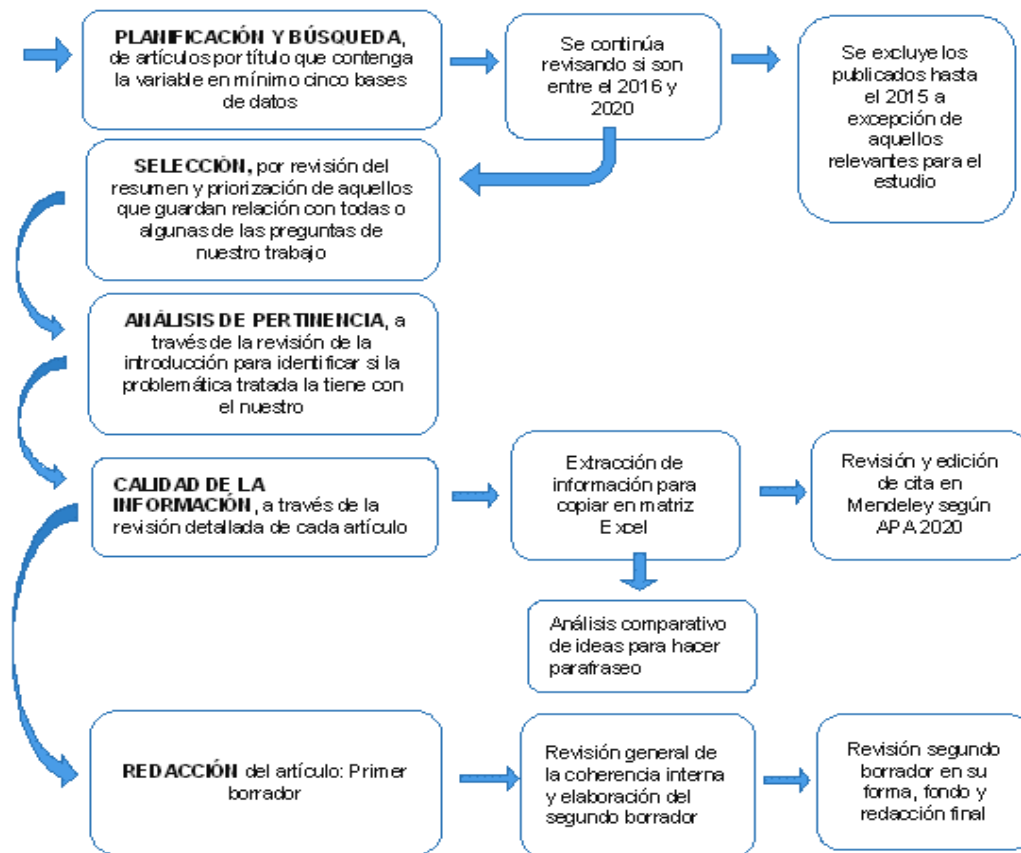 PLANIFICACIÓN Y BÚSQUEDA,
de artículos por título que contenga
la variable en mínimo cinco bases
de datos
Se continúa
revisando si son
entre el 2016 y
2020
Se excluye los
publicados hasta
el 2015 a
excepción de
aquellos
relevantes para el
estudio
SELECCIÓN, por revisión del
resumen y priorización de aquellos
que guardan relación con todas o
algunas de las preguntas de
nuestro trabajo
ANÁLISIS DE PERTINENCIA, a
través de la revisión de la
introducción para identificar si la
problemática tratada la tiene con
el nuestro
CALIDAD DE LA
INFORMACIÓN, a través de la
revisión detallada de cada artículo
Extracción de
información para
copiar en matriz
Excel
Revisión y edición
de cita en
Mendeley según
APA 2020
Análisis comparativo
de ideas para hacer
parafraseo
REDACCIÓN del artículo: Primer
borrador
Revisión general de
la coherencia interna
y elaboración del
segundo borrador
Revisión segundo
borrador en su
forma, fondo y
redacción final